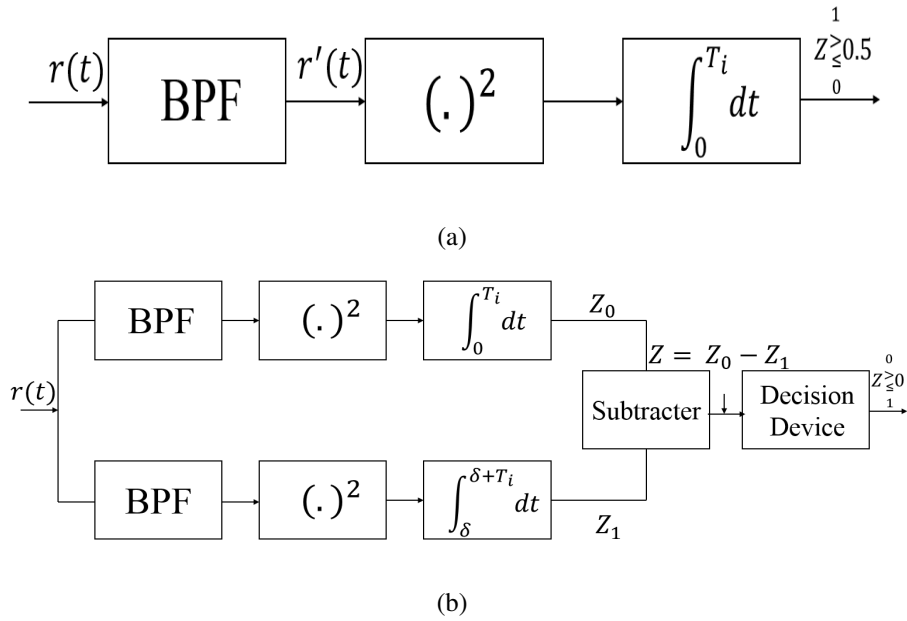 r(t)
BPF
r′(t)
(.)²
∫₀^{T_i} dt
1
Z ≷ 0.5
0
(a)
BPF
(.)²
∫₀^{T_i} dt
Z₀
r(t)
Z = Z₀ − Z₁
Subtracter
Decision
Device
0
Z ≷ 0
1
BPF
(.)²
∫_δ^{δ+T_i} dt
Z₁
(b)